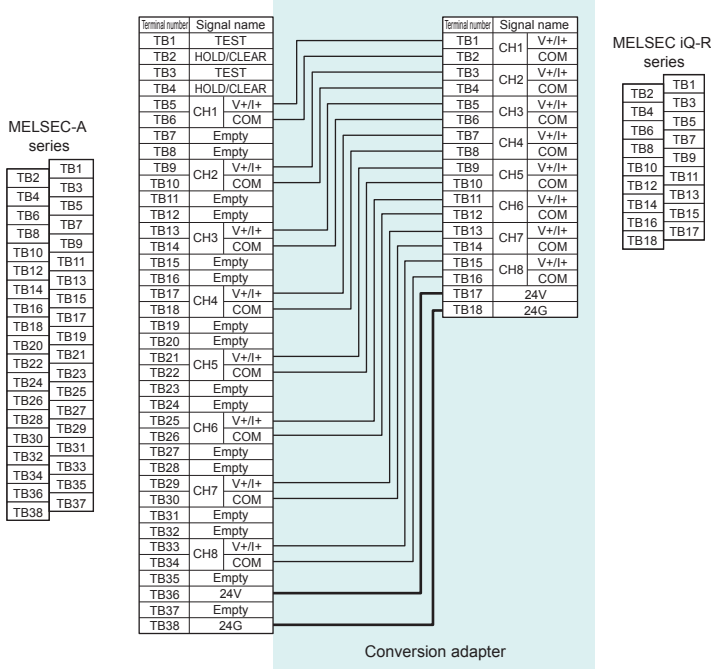 MELSEC-A
series
TB1
TB2
TB3
TB4
TB5
TB6
TB7
TB8
TB9
TB10
TB11
TB12
TB13
TB14
TB15
TB16
TB17
TB18
TB19
TB20
TB21
TB22
TB23
TB24
TB25
TB26
TB27
TB28
TB29
TB30
TB31
TB32
TB33
TB34
TB35
TB36
TB37
TB38
Terminal number Signal name
TB1 TEST
TB2 HOLD/CLEAR
TB3 TEST
TB4 HOLD/CLEAR
TB5 CH1 V+/I+
TB6 COM
TB7 Empty
TB8 Empty
TB9 CH2 V+/I+
TB10 COM
TB11 Empty
TB12 Empty
TB13 CH3 V+/I+
TB14 COM
TB15 Empty
TB16 Empty
TB17 CH4 V+/I+
TB18 COM
TB19 Empty
TB20 Empty
TB21 CH5 V+/I+
TB22 COM
TB23 Empty
TB24 Empty
TB25 CH6 V+/I+
TB26 COM
TB27 Empty
TB28 Empty
TB29 CH7 V+/I+
TB30 COM
TB31 Empty
TB32 Empty
TB33 CH8 V+/I+
TB34 COM
TB35 Empty
TB36 24V
TB37 Empty
TB38 24G
Terminal number Signal name
TB1 CH1 V+/I+
TB2 COM
TB3 CH2 V+/I+
TB4 COM
TB5 CH3 V+/I+
TB6 COM
TB7 CH4 V+/I+
TB8 COM
TB9 CH5 V+/I+
TB10 COM
TB11 CH6 V+/I+
TB12 COM
TB13 CH7 V+/I+
TB14 COM
TB15 CH8 V+/I+
TB16 COM
TB17 24V
TB18 24G
Conversion adapter
MELSEC iQ-R
series
TB1
TB2
TB3
TB4
TB5
TB6
TB7
TB8
TB9
TB10
TB11
TB12
TB13
TB14
TB15
TB16
TB17
TB18